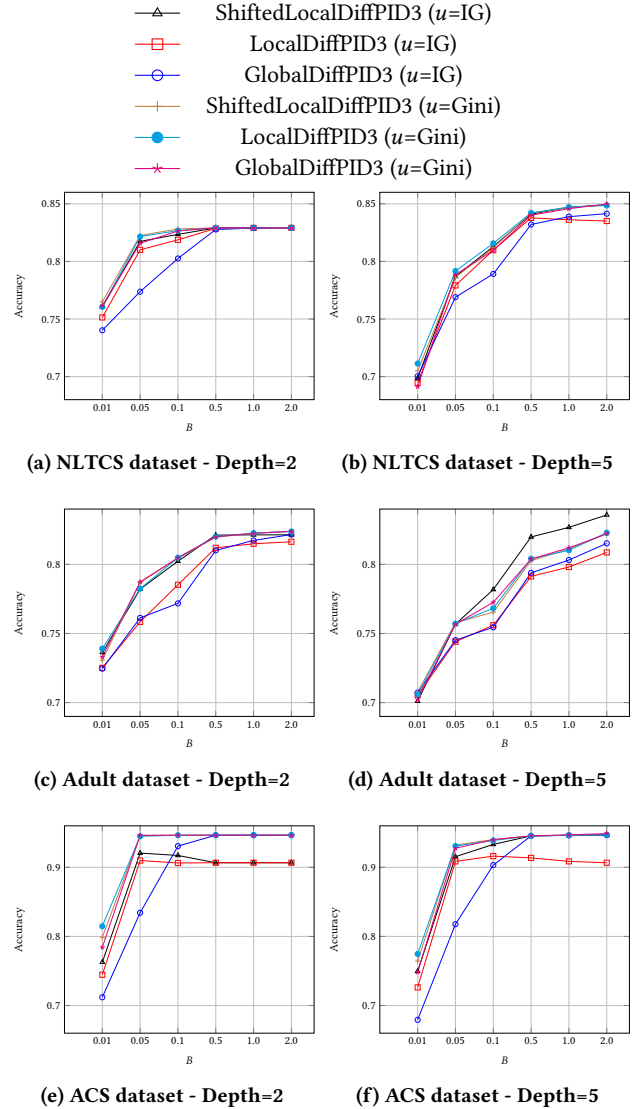 ShiftedLocalDiffPID3 (u=IG)
LocalDiffPID3 (u=IG)
GlobalDiffPID3 (u=IG)
ShiftedLocalDiffPID3 (u=Gini)
LocalDiffPID3 (u=Gini)
GlobalDiffPID3 (u=Gini)
0.85
0.8
0.75
0.7
Accuracy
0.01 0.05 0.1 0.5 1.0 2.0
B
(a) NLTCS dataset - Depth=2
0.85
0.8
0.75
0.7
Accuracy
0.01 0.05 0.1 0.5 1.0 2.0
B
(b) NLTCS dataset - Depth=5
0.8
0.75
0.7
Accuracy
0.01 0.05 0.1 0.5 1.0 2.0
B
(c) Adult dataset - Depth=2
0.8
0.75
0.7
Accuracy
0.01 0.05 0.1 0.5 1.0 2.0
B
(d) Adult dataset - Depth=5
0.9
0.8
0.7
Accuracy
0.01 0.05 0.1 0.5 1.0 2.0
B
(e) ACS dataset - Depth=2
0.9
0.8
0.7
Accuracy
0.01 0.05 0.1 0.5 1.0 2.0
B
(f) ACS dataset - Depth=5